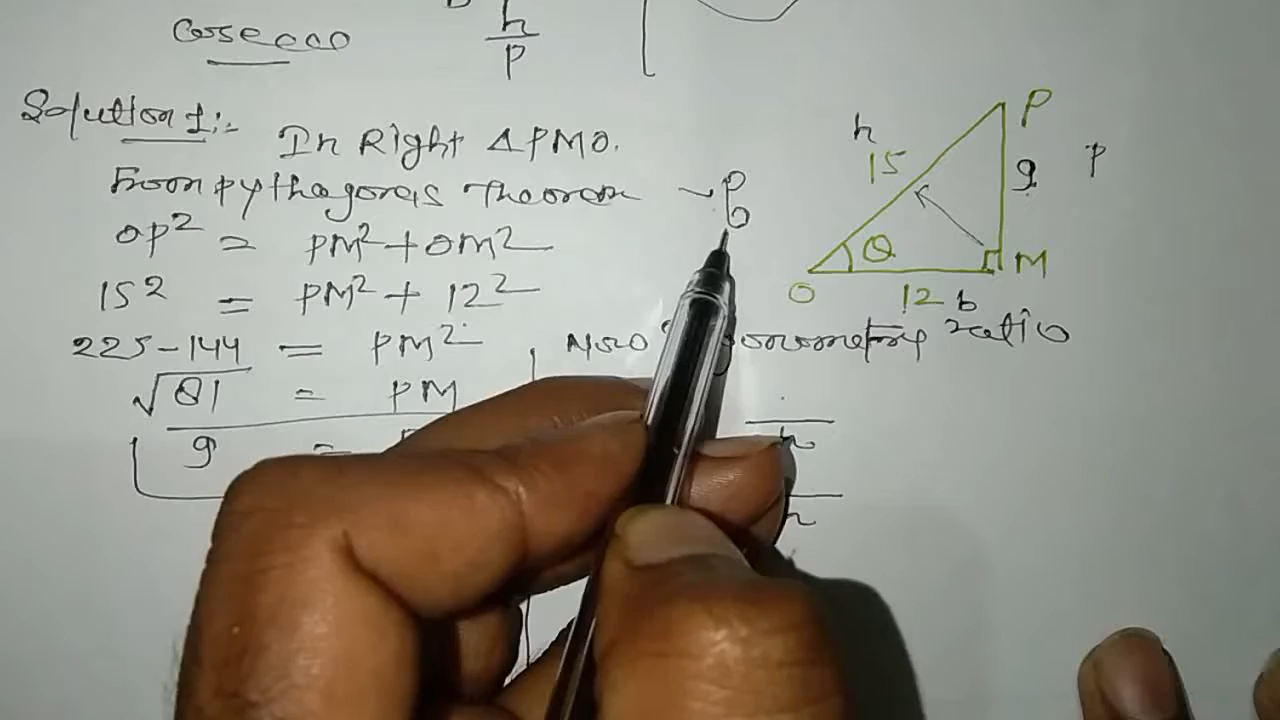 h
P
Solution 1:-
In Right ΔPMO.
From pythagoras Theorem
OP² = PM² + OM²
15² = PM² + 12²
225-144 = PM²
√81 = PM
9 =
P
h
15
9
P
θ
M
O
12 b
ratio
h
h